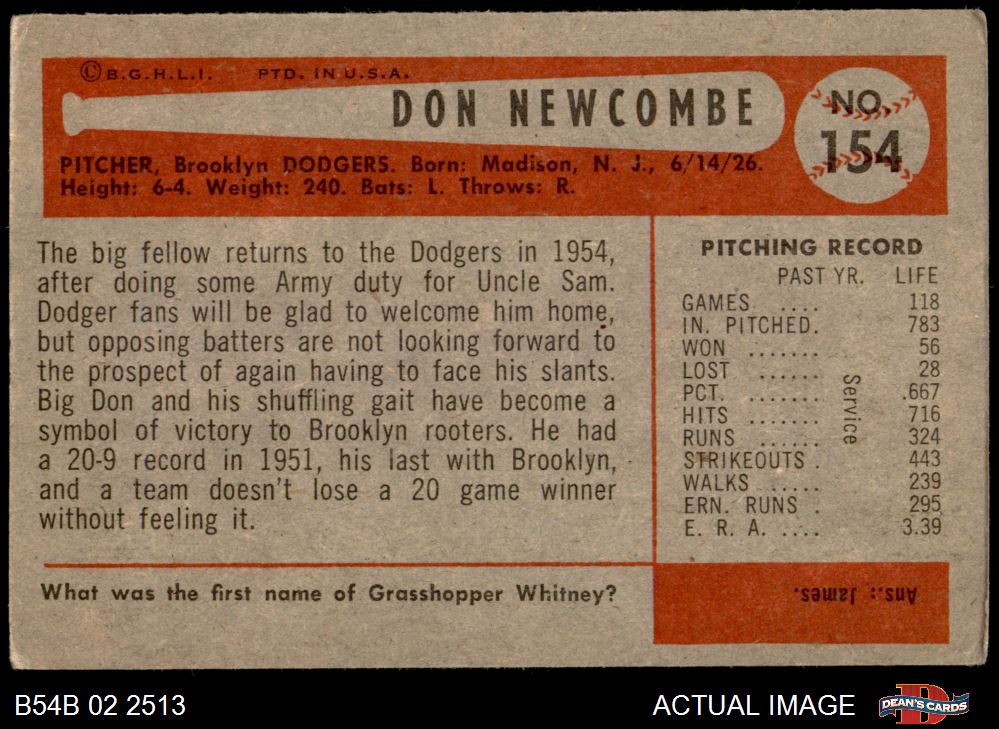 ©B.G.H.L.I. PTD. IN U.S.A.
DON NEWCOMBE
NO.
154
PITCHER, Brooklyn DODGERS. Born: Madison, N. J., 6/14/26.
Height: 6-4. Weight: 240. Bats: L. Throws: R.
The big fellow returns to the Dodgers in 1954,
after doing some Army duty for Uncle Sam.
Dodger fans will be glad to welcome him home,
but opposing batters are not looking forward to
the prospect of again having to face his slants.
Big Don and his shuffling gait have become a
symbol of victory to Brooklyn rooters. He had
a 20-9 record in 1951, his last with Brooklyn,
and a team doesn't lose a 20 game winner
without feeling it.
PITCHING RECORD
PAST YR. LIFE
GAMES .... 118
IN. PITCHED. 783
WON ....... 56
LOST ...... 28
PCT. ....... .667
HITS ....... 716
RUNS ...... 324
STRIKEOUTS . 443
WALKS ..... 239
ERN. RUNS . 295
E. R. A. .... 3.39
Service
What was the first name of Grasshopper Whitney?
Ans.: James.
B54B 02 2513
ACTUAL IMAGE
DEAN'S CARDS